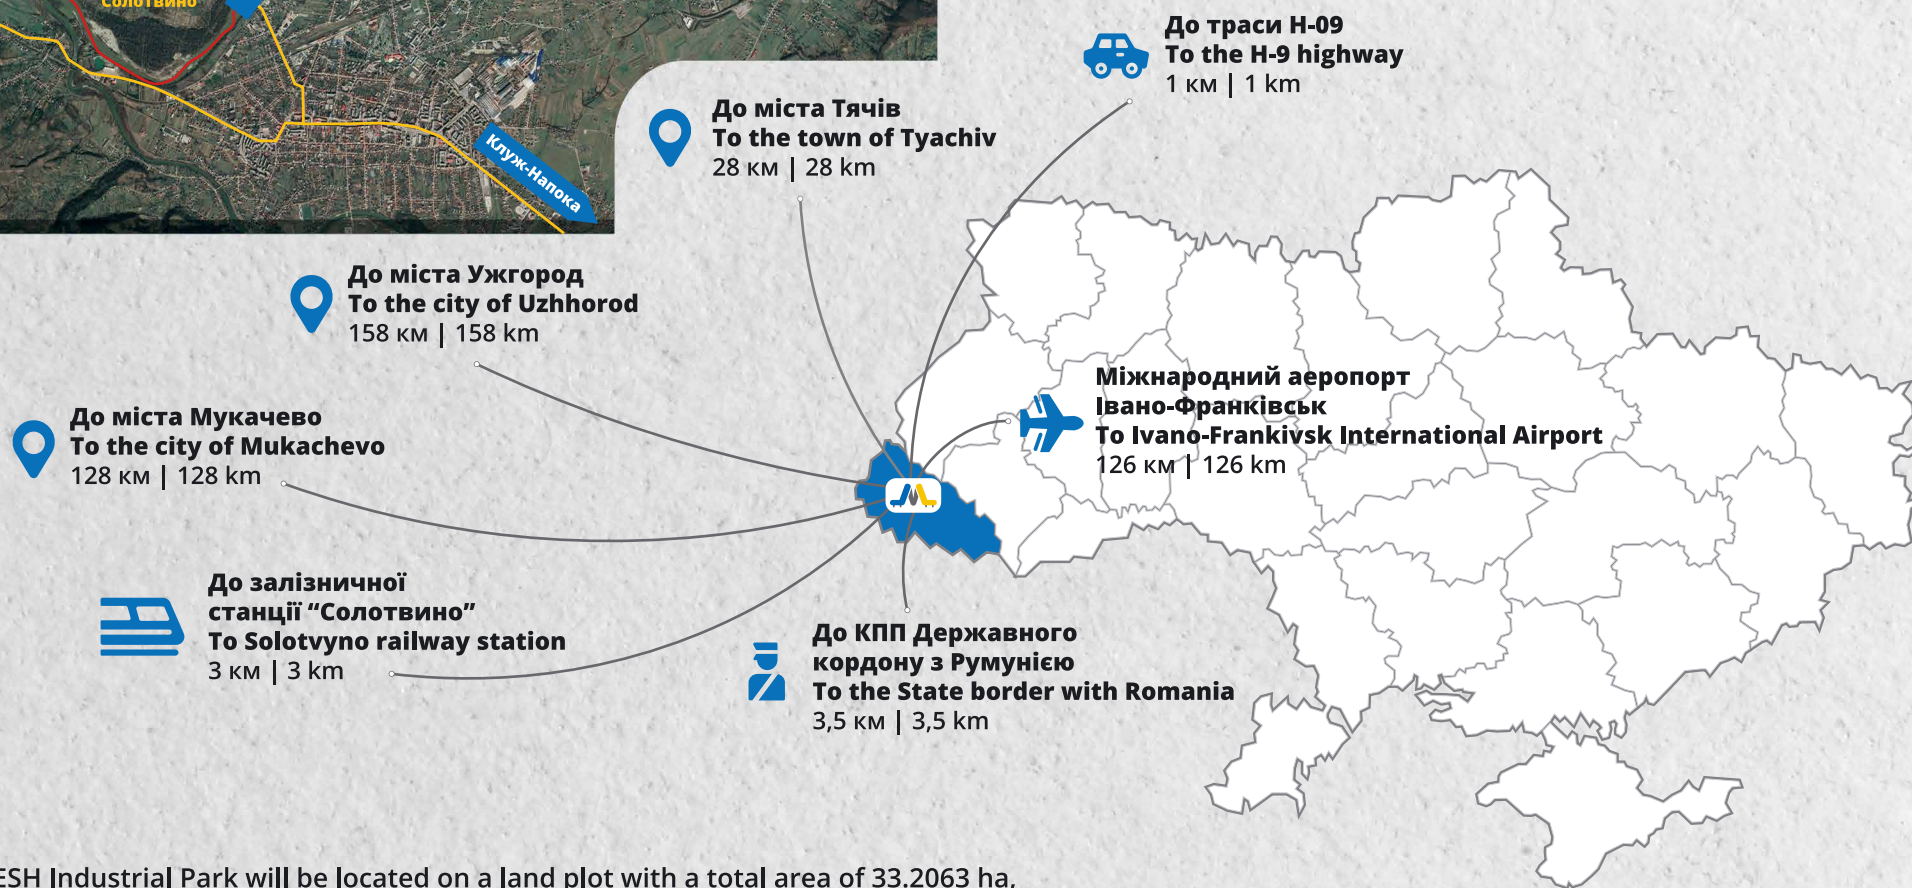 Солотвино
Клуж-Напока
До траси Н-09
To the H-9 highway
1 км | 1 km
До міста Тячів
To the town of Tyachiv
28 км | 28 km
До міста Ужгород
To the city of Uzhhorod
158 км | 158 km
Міжнародний аеропорт
Івано-Франківськ
To Ivano-Frankivsk International Airport
126 км | 126 km
До міста Мукачево
To the city of Mukachevo
128 км | 128 km
До залізничної
станції “Солотвино”
To Solotvyno railway station
3 км | 3 km
До КПП Державного
кордону з Румунією
To the State border with Romania
3,5 км | 3,5 km
ESH Industrial Park will be located on a land plot with a total area of 33.2063 ha,